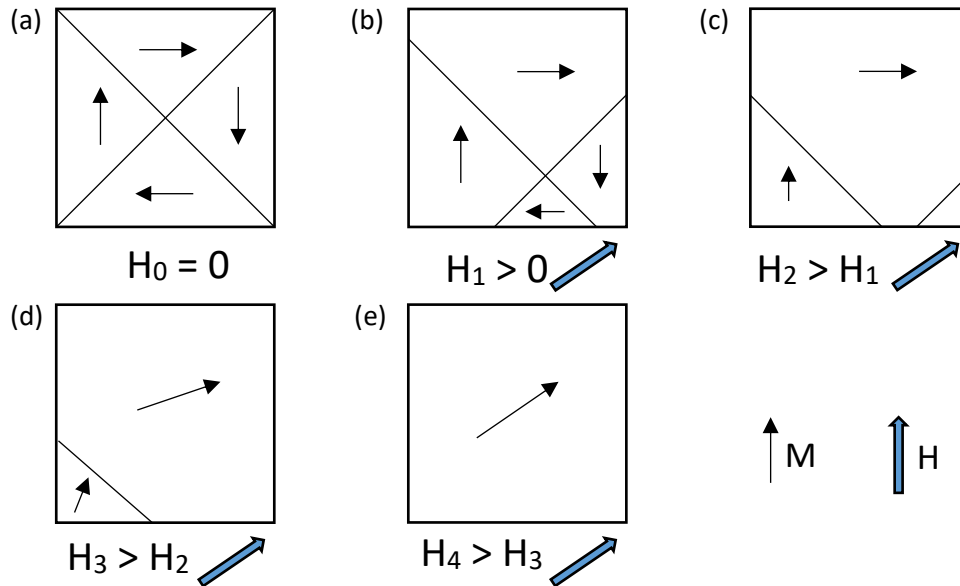 (a) (b) (c)
H₀ = 0 H₁ > 0 H₂ > H₁
(d) (e)
M H
H₃ > H₂ H₄ > H₃